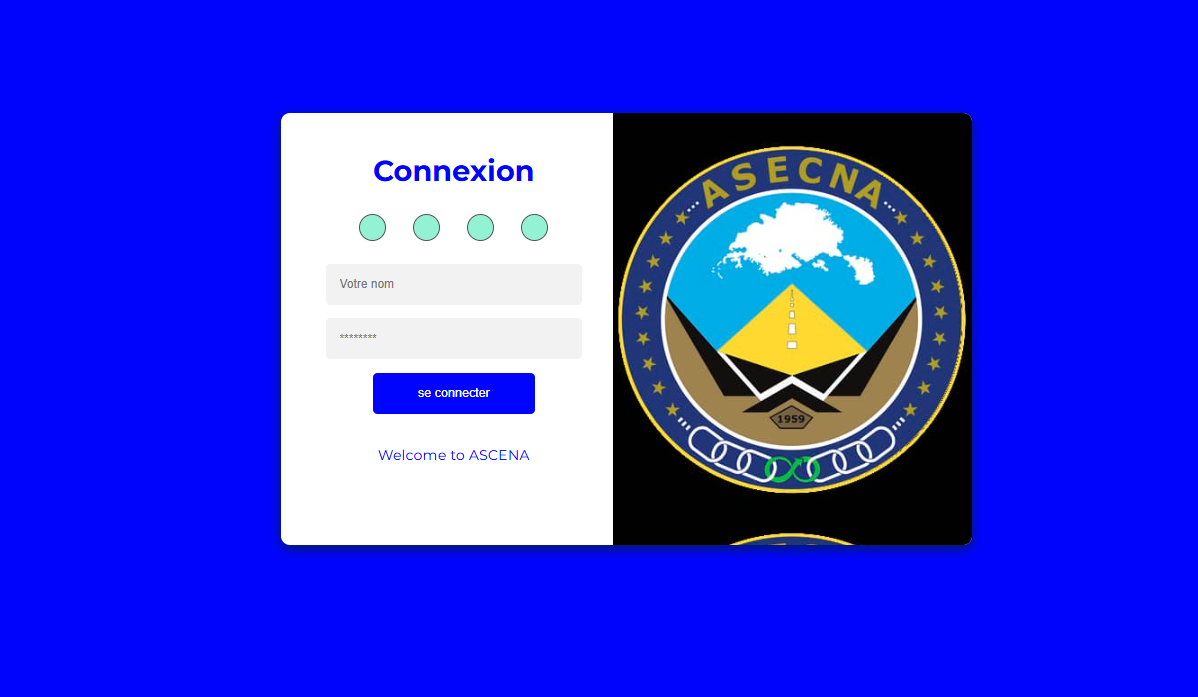 Connexion
Votre nom
********
se connecter
Welcome to ASCENA
ASECNA
1959